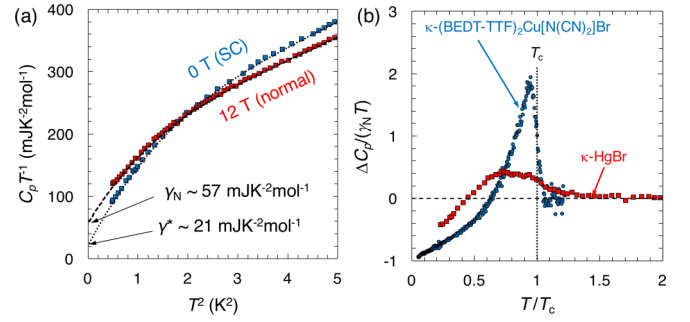 (a)
400
300
200
100
0
CₚT⁻¹ (mJK⁻²mol⁻¹)
0 T (SC)
12 T (normal)
γN ~ 57 mJK⁻²mol⁻¹
γ* ~ 21 mJK⁻²mol⁻¹
0 1 2 3 4 5
T² (K²)
(b)
κ-(BEDT-TTF)₂Cu[N(CN)₂]Br
Tc
κ-HgBr
3
2
1
0
-1
ΔCₚ/(γNT)
0 0.5 1 1.5 2
T/Tc